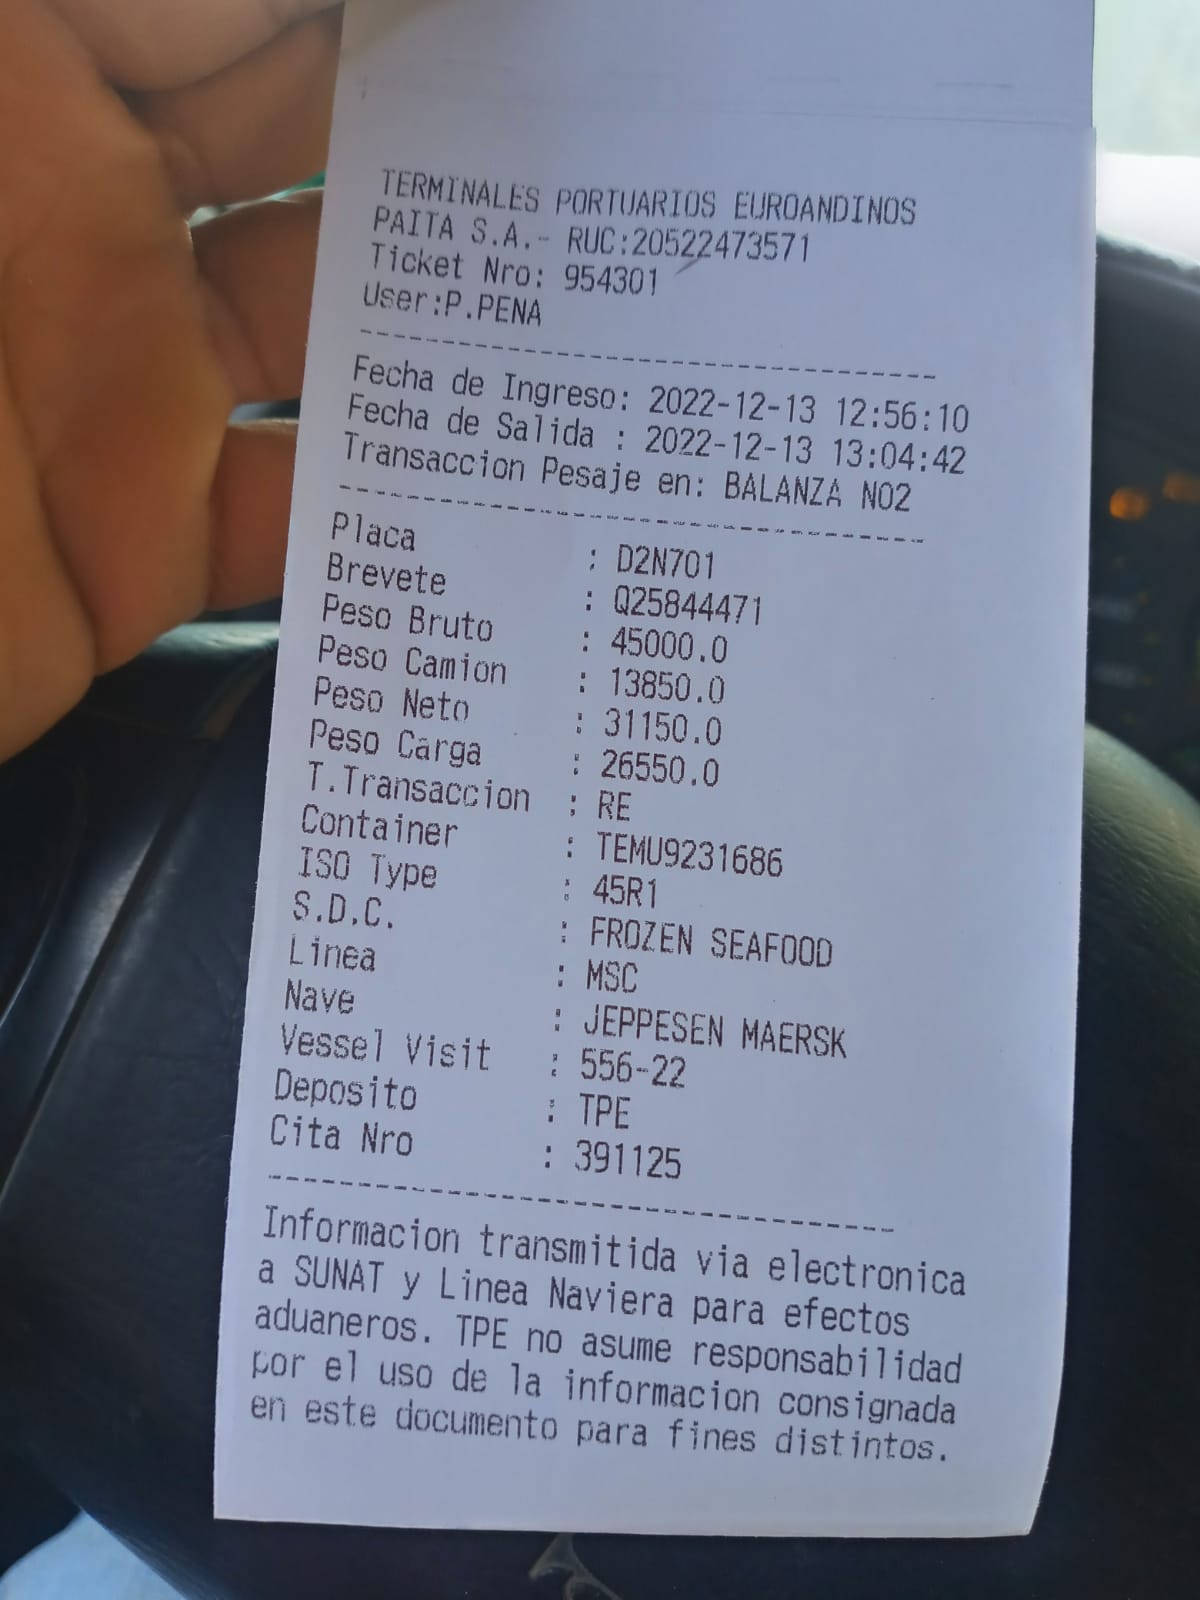 TERMINALES PORTUARIOS EUROANDINOS
PAITA S.A.- RUC:20522473571
Ticket Nro: 954301
User:P.PENA
--------------------------------
Fecha de Ingreso: 2022-12-13 12:56:10
Fecha de Salida : 2022-12-13 13:04:42
Transaccion Pesaje en: BALANZA NO2
--------------------------------
Placa : D2N701
Brevete : Q25844471
Peso Bruto : 45000.0
Peso Camion : 13850.0
Peso Neto : 31150.0
Peso Carga : 26550.0
T.Transaccion : RE
Container : TEMU9231686
ISO Type : 45R1
S.D.C. : FROZEN SEAFOOD
Linea : MSC
Nave : JEPPESEN MAERSK
Vessel Visit : 556-22
Deposito : TPE
Cita Nro : 391125
--------------------------------
Informacion transmitida via electronica
a SUNAT y Linea Naviera para efectos
aduaneros. TPE no asume responsabilidad
por el uso de la informacion consignada
en este documento para fines distintos.